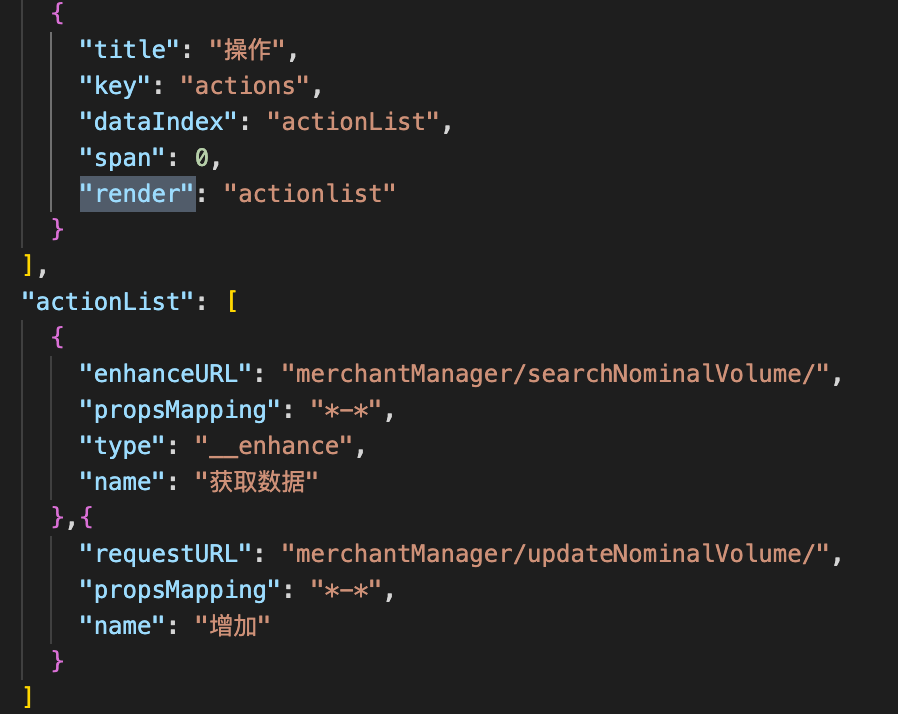 {
"title": "操作",
"key": "actions",
"dataIndex": "actionList",
"span": 0,
"render": "actionlist"
}
],
"actionList": [
{
"enhanceURL": "merchantManager/searchNominalVolume/",
"propsMapping": "*-*",
"type": "__enhance",
"name": "获取数据"
},{
"requestURL": "merchantManager/updateNominalVolume/",
"propsMapping": "*-*",
"name": "增加"
}
]